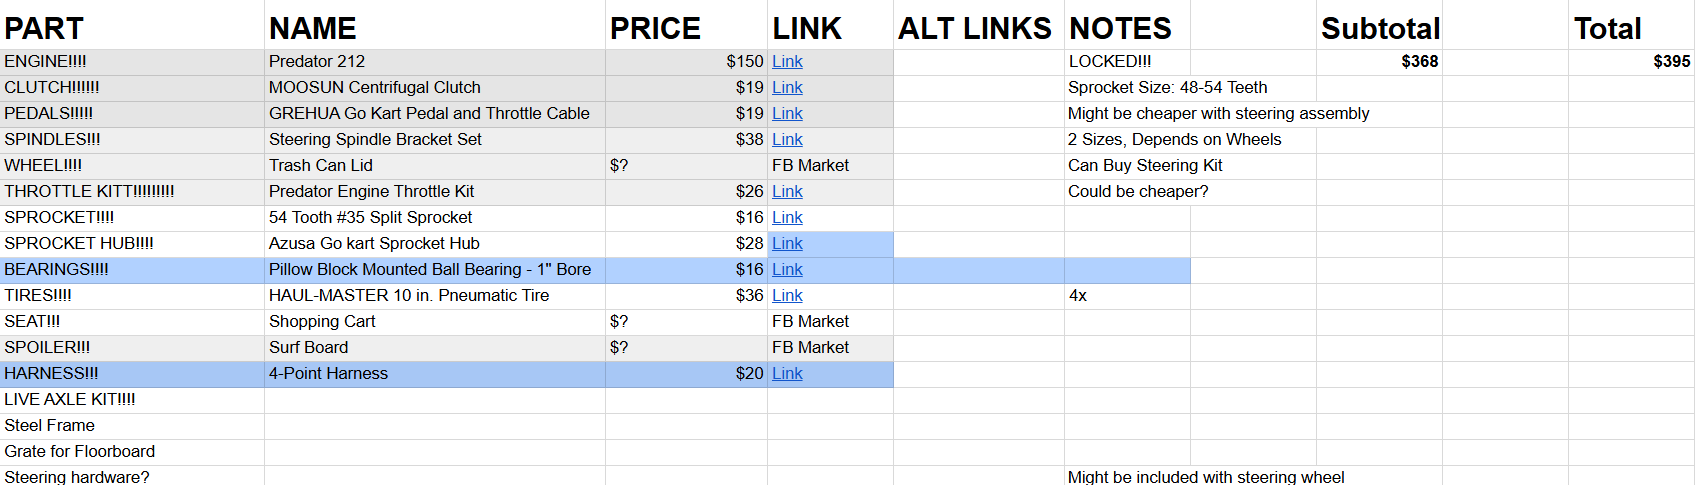 PART NAME PRICE LINK ALT LINKS NOTES Subtotal Total
ENGINE!!!! Predator 212 $150 Link LOCKED!!! $368 $395
CLUTCH!!!!!! MOOSUN Centrifugal Clutch $19 Link Sprocket Size: 48-54 Teeth
PEDALS!!!!! GREHUA Go Kart Pedal and Throttle Cable $19 Link Might be cheaper with steering assembly
SPINDLES!!! Steering Spindle Bracket Set $38 Link 2 Sizes, Depends on Wheels
WHEEL!!!! Trash Can Lid $? FB Market Can Buy Steering Kit
THROTTLE KITT!!!!!!!!! Predator Engine Throttle Kit $26 Link Could be cheaper?
SPROCKET!!!! 54 Tooth #35 Split Sprocket $16 Link
SPROCKET HUB!!!! Azusa Go kart Sprocket Hub $28 Link
BEARINGS!!!! Pillow Block Mounted Ball Bearing - 1" Bore $16 Link
TIRES!!!! HAUL-MASTER 10 in. Pneumatic Tire $36 Link 4x
SEAT!!! Shopping Cart $? FB Market
SPOILER!!! Surf Board $? FB Market
HARNESS!!! 4-Point Harness $20 Link
LIVE AXLE KIT!!!!
Steel Frame
Grate for Floorboard
Steering hardware? Might be included with steering wheel